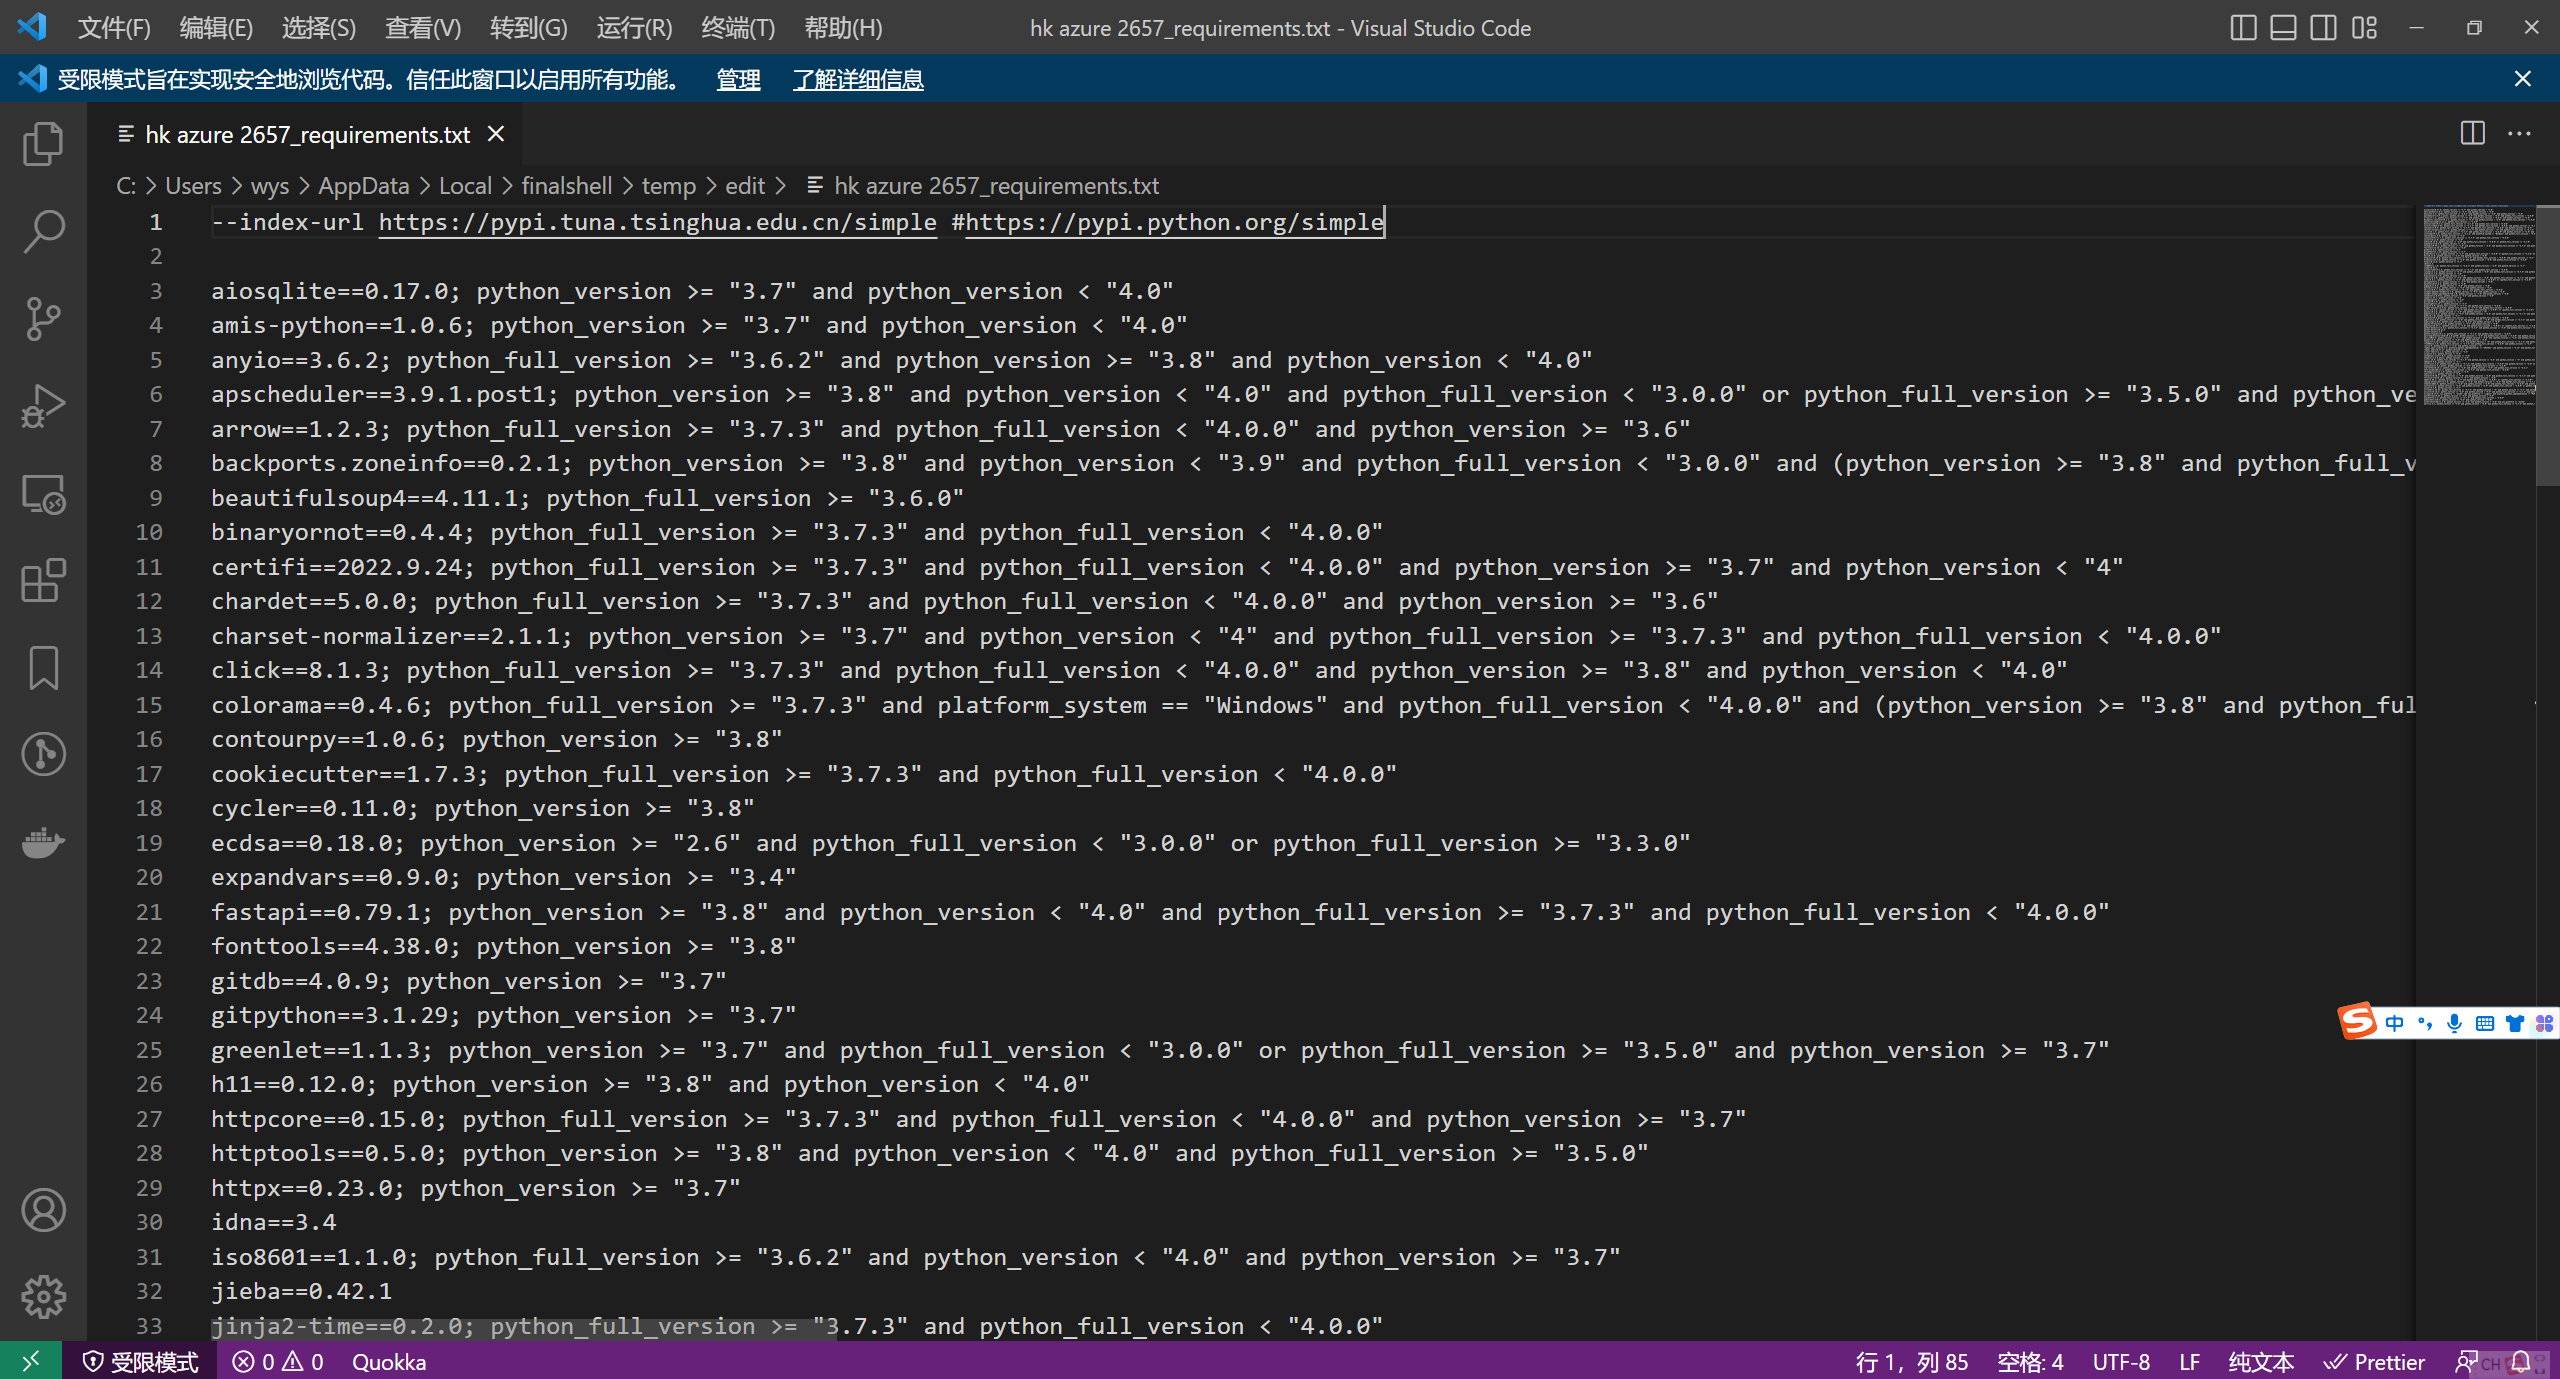 文件(F) 编辑(E) 选择(S) 查看(V) 转到(G) 运行(R) 终端(T) 帮助(H) hk azure 2657_requirements.txt - Visual Studio Code
受限模式旨在实现安全地浏览代码。信任此窗口以启用所有功能。 管理 了解详细信息
hk azure 2657_requirements.txt
C: > Users > wys > AppData > Local > finalshell > temp > edit > hk azure 2657_requirements.txt
1 --index-url https://pypi.tuna.tsinghua.edu.cn/simple #https://pypi.python.org/simple
2
3 aiosqlite==0.17.0; python_version >= "3.7" and python_version < "4.0"
4 amis-python==1.0.6; python_version >= "3.7" and python_version < "4.0"
5 anyio==3.6.2; python_full_version >= "3.6.2" and python_version >= "3.8" and python_version < "4.0"
6 apscheduler==3.9.1.post1; python_version >= "3.8" and python_version < "4.0" and python_full_version < "3.0.0" or python_full_version >= "3.5.0" and python_ve
7 arrow==1.2.3; python_full_version >= "3.7.3" and python_full_version < "4.0.0" and python_version >= "3.6"
8 backports.zoneinfo==0.2.1; python_version >= "3.8" and python_version < "3.9" and python_full_version < "3.0.0" and (python_version >= "3.8" and python_full_v
9 beautifulsoup4==4.11.1; python_full_version >= "3.6.0"
10 binaryornot==0.4.4; python_full_version >= "3.7.3" and python_full_version < "4.0.0"
11 certifi==2022.9.24; python_full_version >= "3.7.3" and python_full_version < "4.0.0" and python_version >= "3.7" and python_version < "4"
12 chardet==5.0.0; python_full_version >= "3.7.3" and python_full_version < "4.0.0" and python_version >= "3.6"
13 charset-normalizer==2.1.1; python_version >= "3.7" and python_version < "4" and python_full_version >= "3.7.3" and python_full_version < "4.0.0"
14 click==8.1.3; python_full_version >= "3.7.3" and python_full_version < "4.0.0" and python_version >= "3.8" and python_version < "4.0"
15 colorama==0.4.6; python_full_version >= "3.7.3" and platform_system == "Windows" and python_full_version < "4.0.0" and (python_version >= "3.8" and python_ful
16 contourpy==1.0.6; python_version >= "3.8"
17 cookiecutter==1.7.3; python_full_version >= "3.7.3" and python_full_version < "4.0.0"
18 cycler==0.11.0; python_version >= "3.8"
19 ecdsa==0.18.0; python_version >= "2.6" and python_full_version < "3.0.0" or python_full_version >= "3.3.0"
20 expandvars==0.9.0; python_version >= "3.4"
21 fastapi==0.79.1; python_version >= "3.8" and python_version < "4.0" and python_full_version >= "3.7.3" and python_full_version < "4.0.0"
22 fonttools==4.38.0; python_version >= "3.8"
23 gitdb==4.0.9; python_version >= "3.7"
24 gitpython==3.1.29; python_version >= "3.7"
25 greenlet==1.1.3; python_version >= "3.7" and python_full_version < "3.0.0" or python_full_version >= "3.5.0" and python_version >= "3.7"
26 h11==0.12.0; python_version >= "3.8" and python_version < "4.0"
27 httpcore==0.15.0; python_full_version >= "3.7.3" and python_full_version < "4.0.0" and python_version >= "3.7"
28 httptools==0.5.0; python_version >= "3.8" and python_version < "4.0" and python_full_version >= "3.5.0"
29 httpx==0.23.0; python_version >= "3.7"
30 idna==3.4
31 iso8601==1.1.0; python_full_version >= "3.6.2" and python_version < "4.0" and python_version >= "3.7"
32 jieba==0.42.1
33 jinja2-time==0.2.0; python_full_version >= "3.7.3" and python_full_version < "4.0.0"
中
受限模式 0 0 Quokka 行 1，列 85 空格: 4 UTF-8 LF 纯文本 Prettier CH